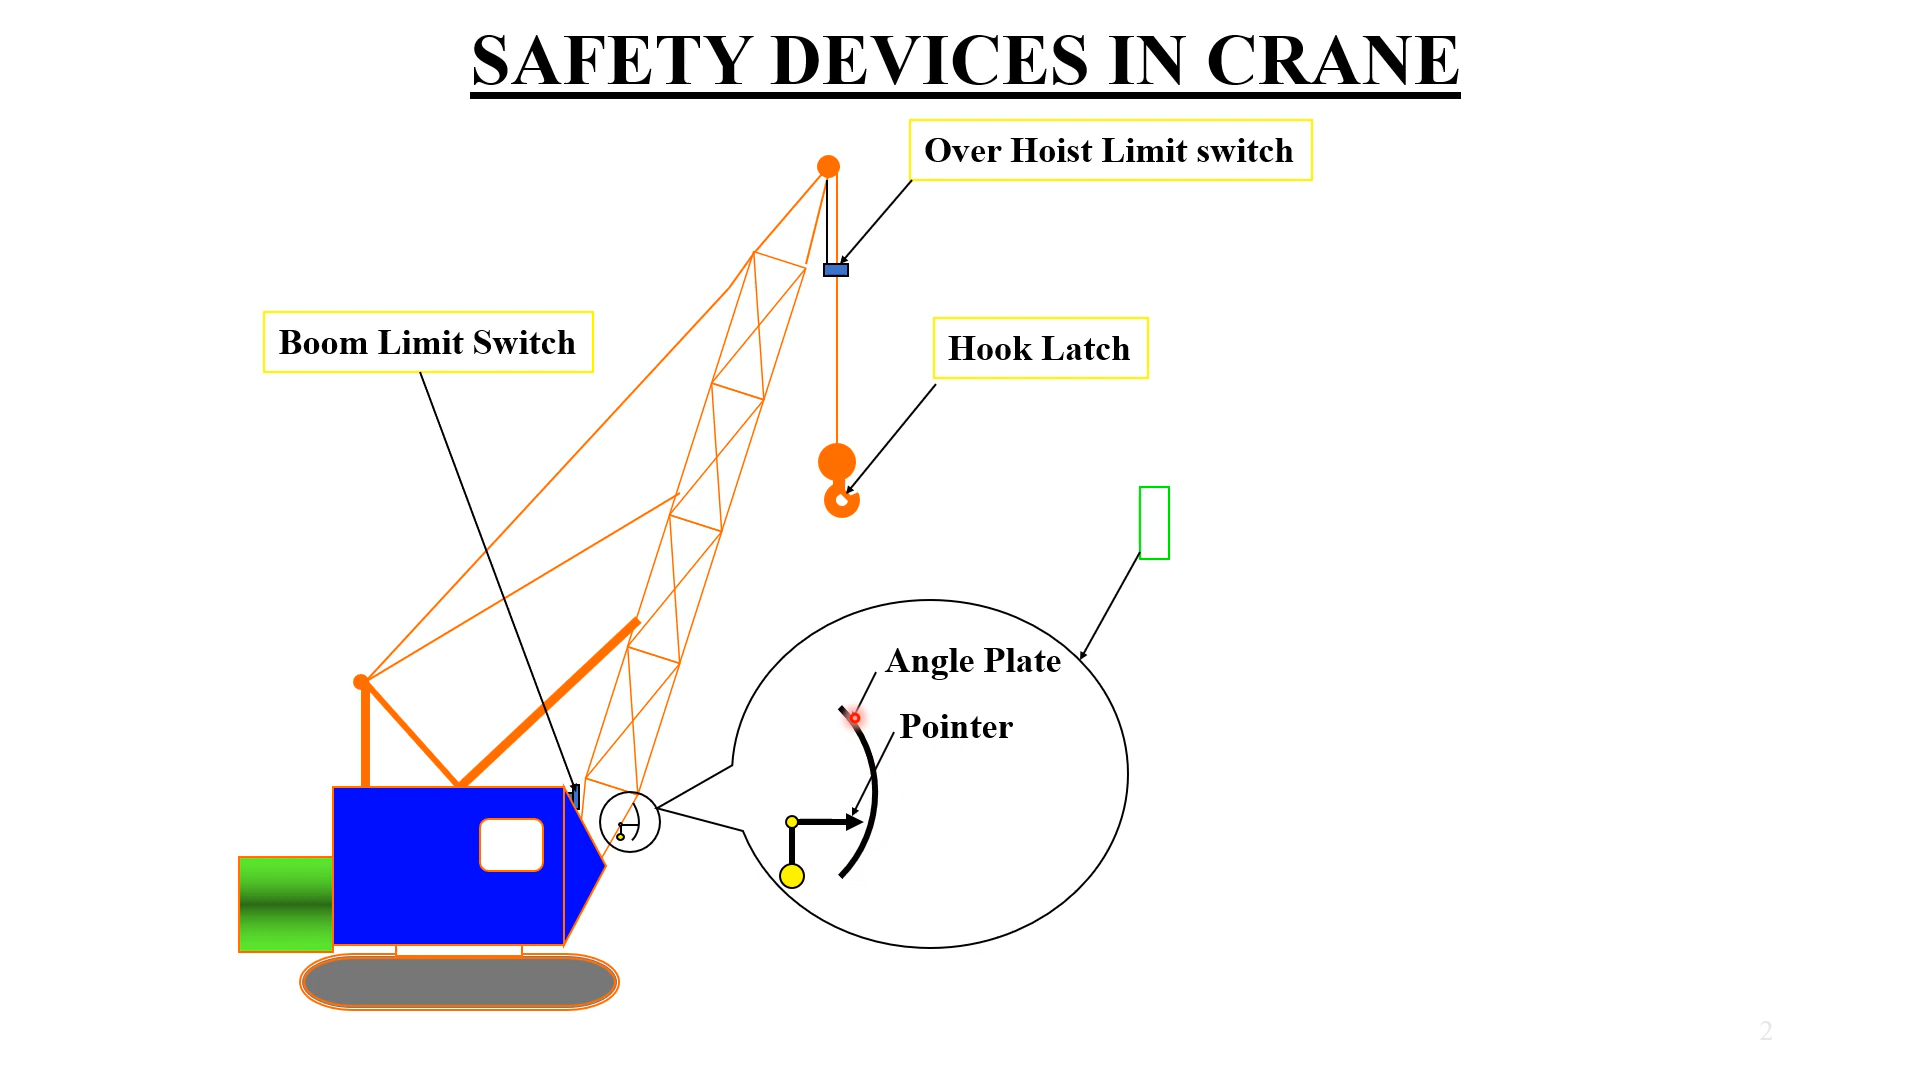 SAFETY DEVICES IN CRANE
Over Hoist Limit switch
Boom Limit Switch
Hook Latch
Angle Plate
Pointer
2